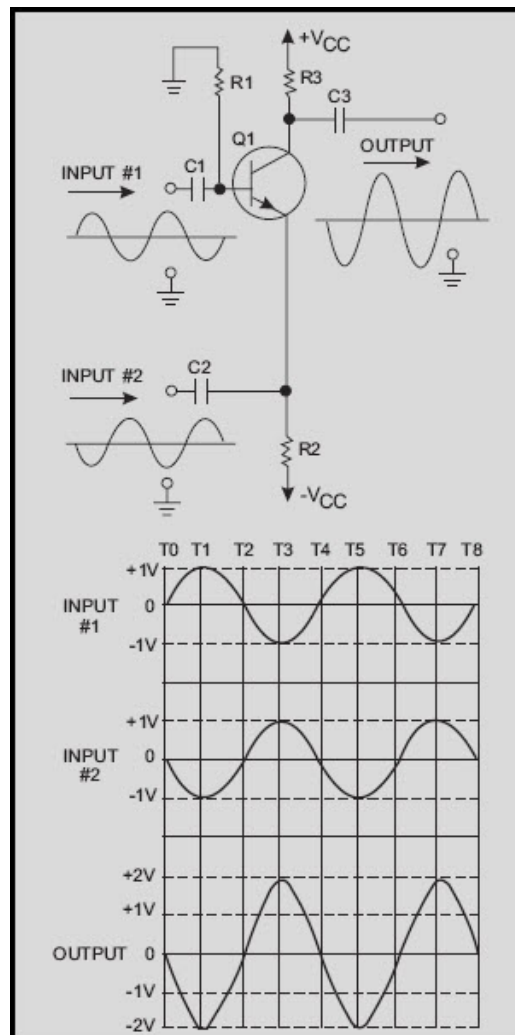 +VCC
R1
R3
C3
Q1
OUTPUT
INPUT #1
C1
INPUT #2
C2
R2
-VCC
T0 T1 T2 T3 T4 T5 T6 T7 T8
+1V
INPUT
#1
0
-1V
+1V
INPUT
#2
0
-1V
+2V
+1V
OUTPUT 0
-1V
-2V